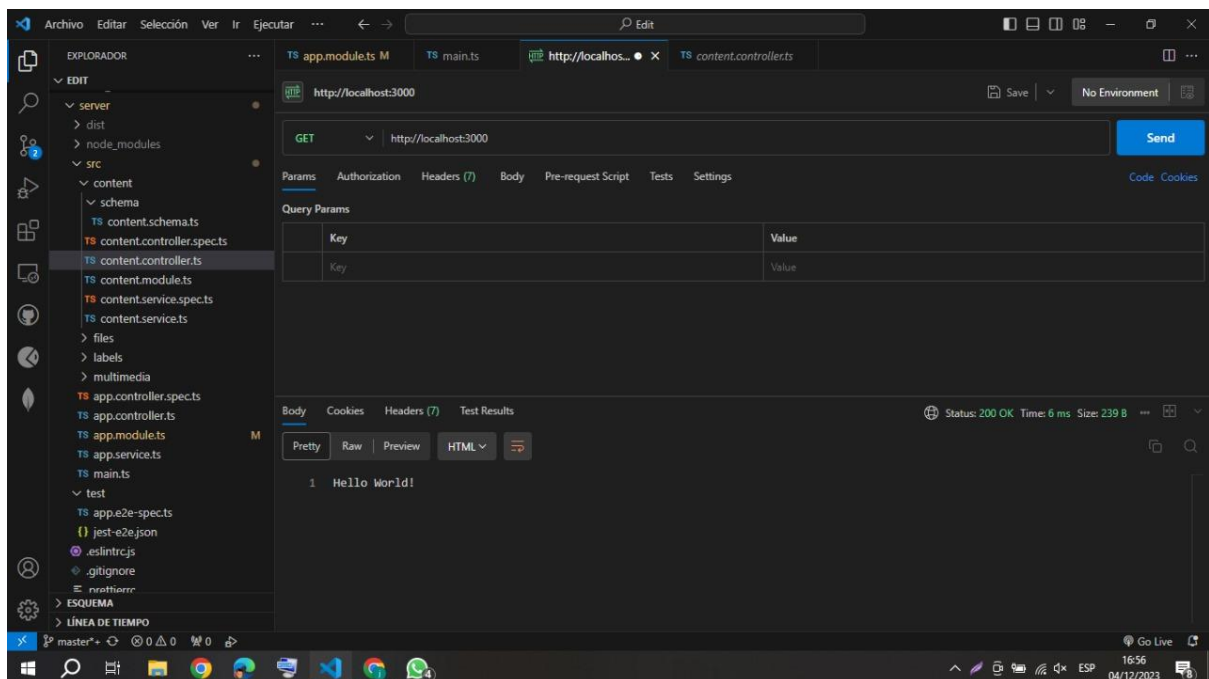 Archivo Editar Selección Ver Ir Ejecutar ... Edit
EXPLORADOR ...
TS app.module.ts M TS main.ts http://localhos... TS content.controller.ts ...
EDIT
server
dist
node_modules
src
content
schema
TS content.schema.ts
TS content.controller.spec.ts
TS content.controller.ts
TS content.module.ts
TS content.service.spec.ts
TS content.service.ts
files
labels
multimedia
TS app.controller.spec.ts
TS app.controller.ts
TS app.module.ts M
TS app.service.ts
TS main.ts
test
TS app.e2e-spec.ts
{} jest-e2e.json
.eslintrc.js
.gitignore
.prettierrc
ESQUEMA
LÍNEA DE TIEMPO
2
HTTP http://localhost:3000 Save No Environment
GET http://localhost:3000 Send
Params Authorization Headers (7) Body Pre-request Script Tests Settings Code Cookies
Query Params
Key Value
Key Value
Body Cookies Headers (7) Test Results Status: 200 OK Time: 6 ms Size: 239 B ...
Pretty Raw Preview HTML
1 Hello World!
master*+ 0 0 0 Go Live
4 ESP 16:56
04/12/2023 8